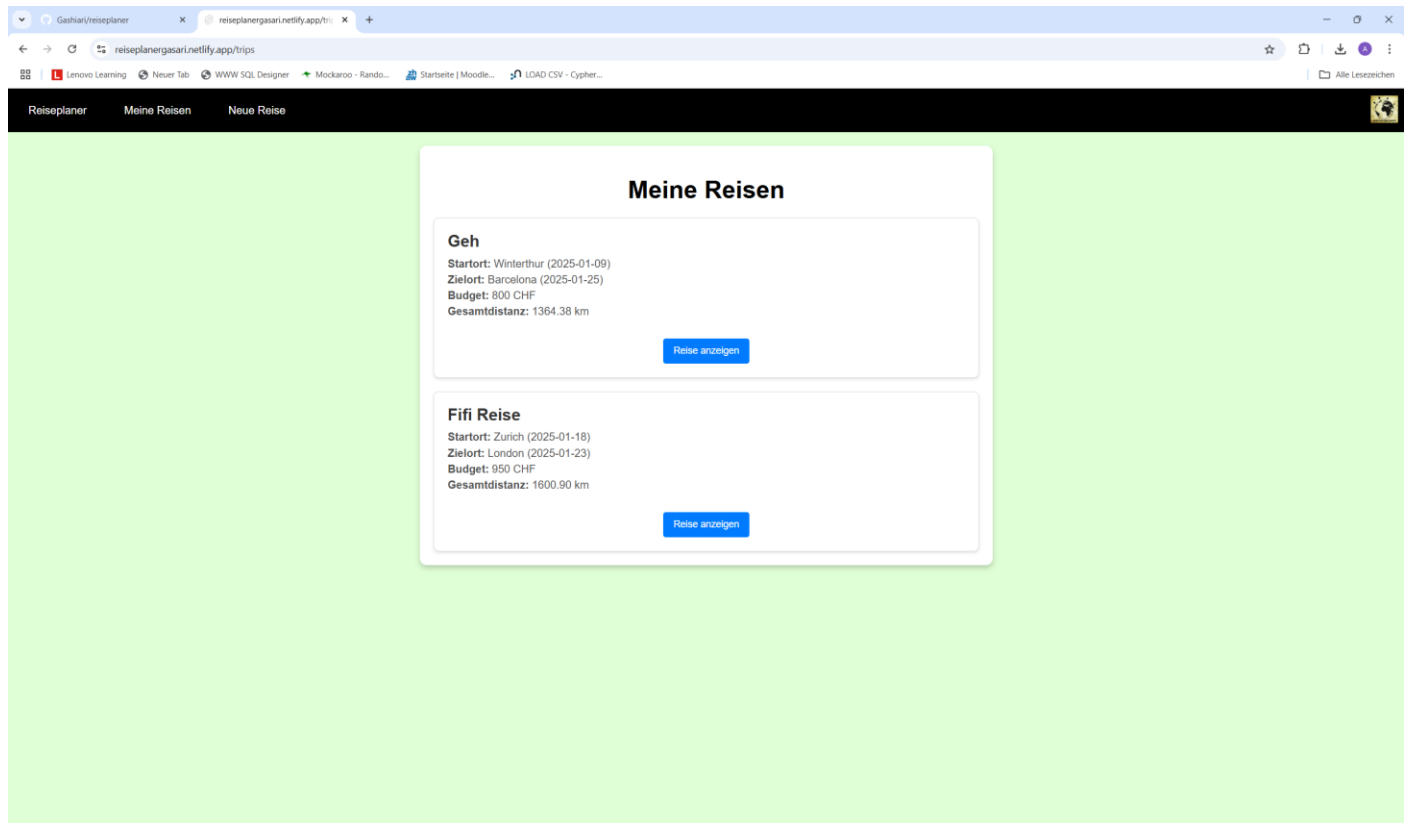 Gashiari/reiseplaner
reiseplanergasari.netlify.app/tri
reiseplanergasari.netlify.app/trips
Lenovo Learning
Neuer Tab
WWW SQL Designer
Mockaroo - Rando...
Startseite | Moodle...
LOAD CSV - Cypher...
Alle Lesezeichen
Reiseplaner
Meine Reisen
Neue Reise
Meine Reisen
Geh
Startort: Winterthur (2025-01-09)
Zielort: Barcelona (2025-01-25)
Budget: 800 CHF
Gesamtdistanz: 1364.38 km
Reise anzeigen
Fifi Reise
Startort: Zurich (2025-01-18)
Zielort: London (2025-01-23)
Budget: 950 CHF
Gesamtdistanz: 1600.90 km
Reise anzeigen